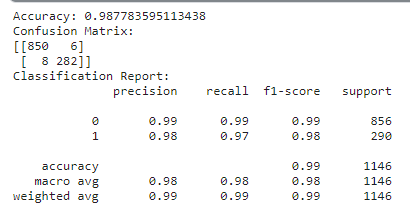 Accuracy: 0.987783595113438
Confusion Matrix:
[[850   6]
 [  8 282]]
Classification Report:
              precision    recall  f1-score   support

           0       0.99      0.99      0.99       856
           1       0.98      0.97      0.98       290

    accuracy                           0.99      1146
   macro avg       0.98      0.98      0.98      1146
weighted avg       0.99      0.99      0.99      1146